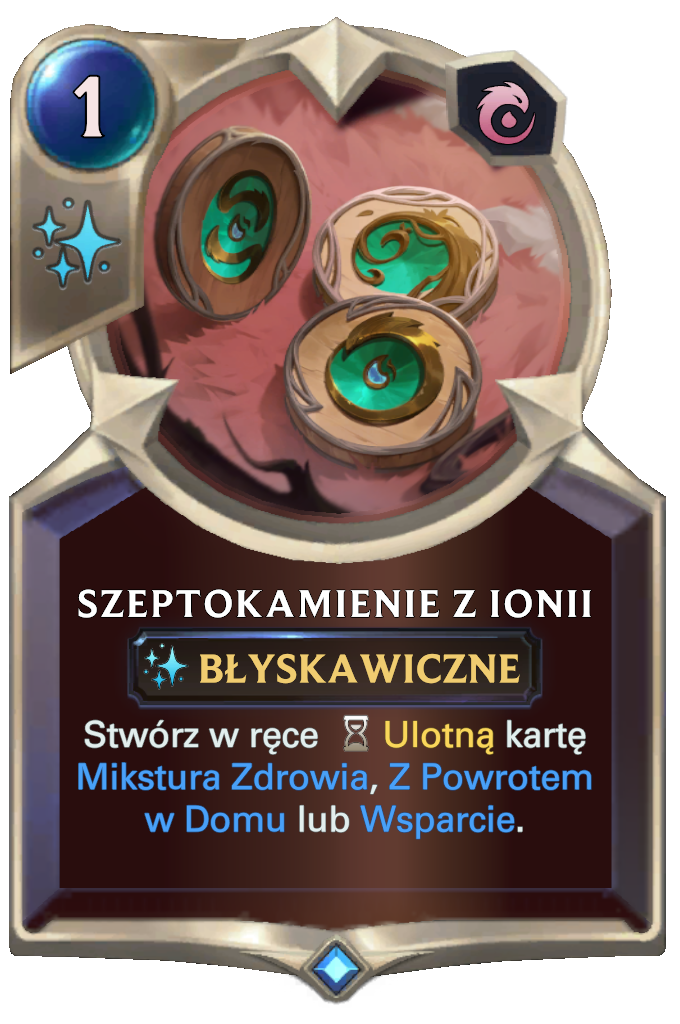 1
SZEPTOKAMIENIE Z IONII
BŁYSKAWICZNE
Stwórz w ręce Ulotną kartę
Mikstura Zdrowia, Z Powrotem
w Domu lub Wsparcie.